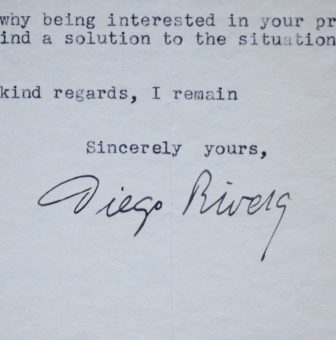 why being interested in your pr
ind a solution to the situation
kind regards, I remain
Sincerely yours,
Diego Rivera